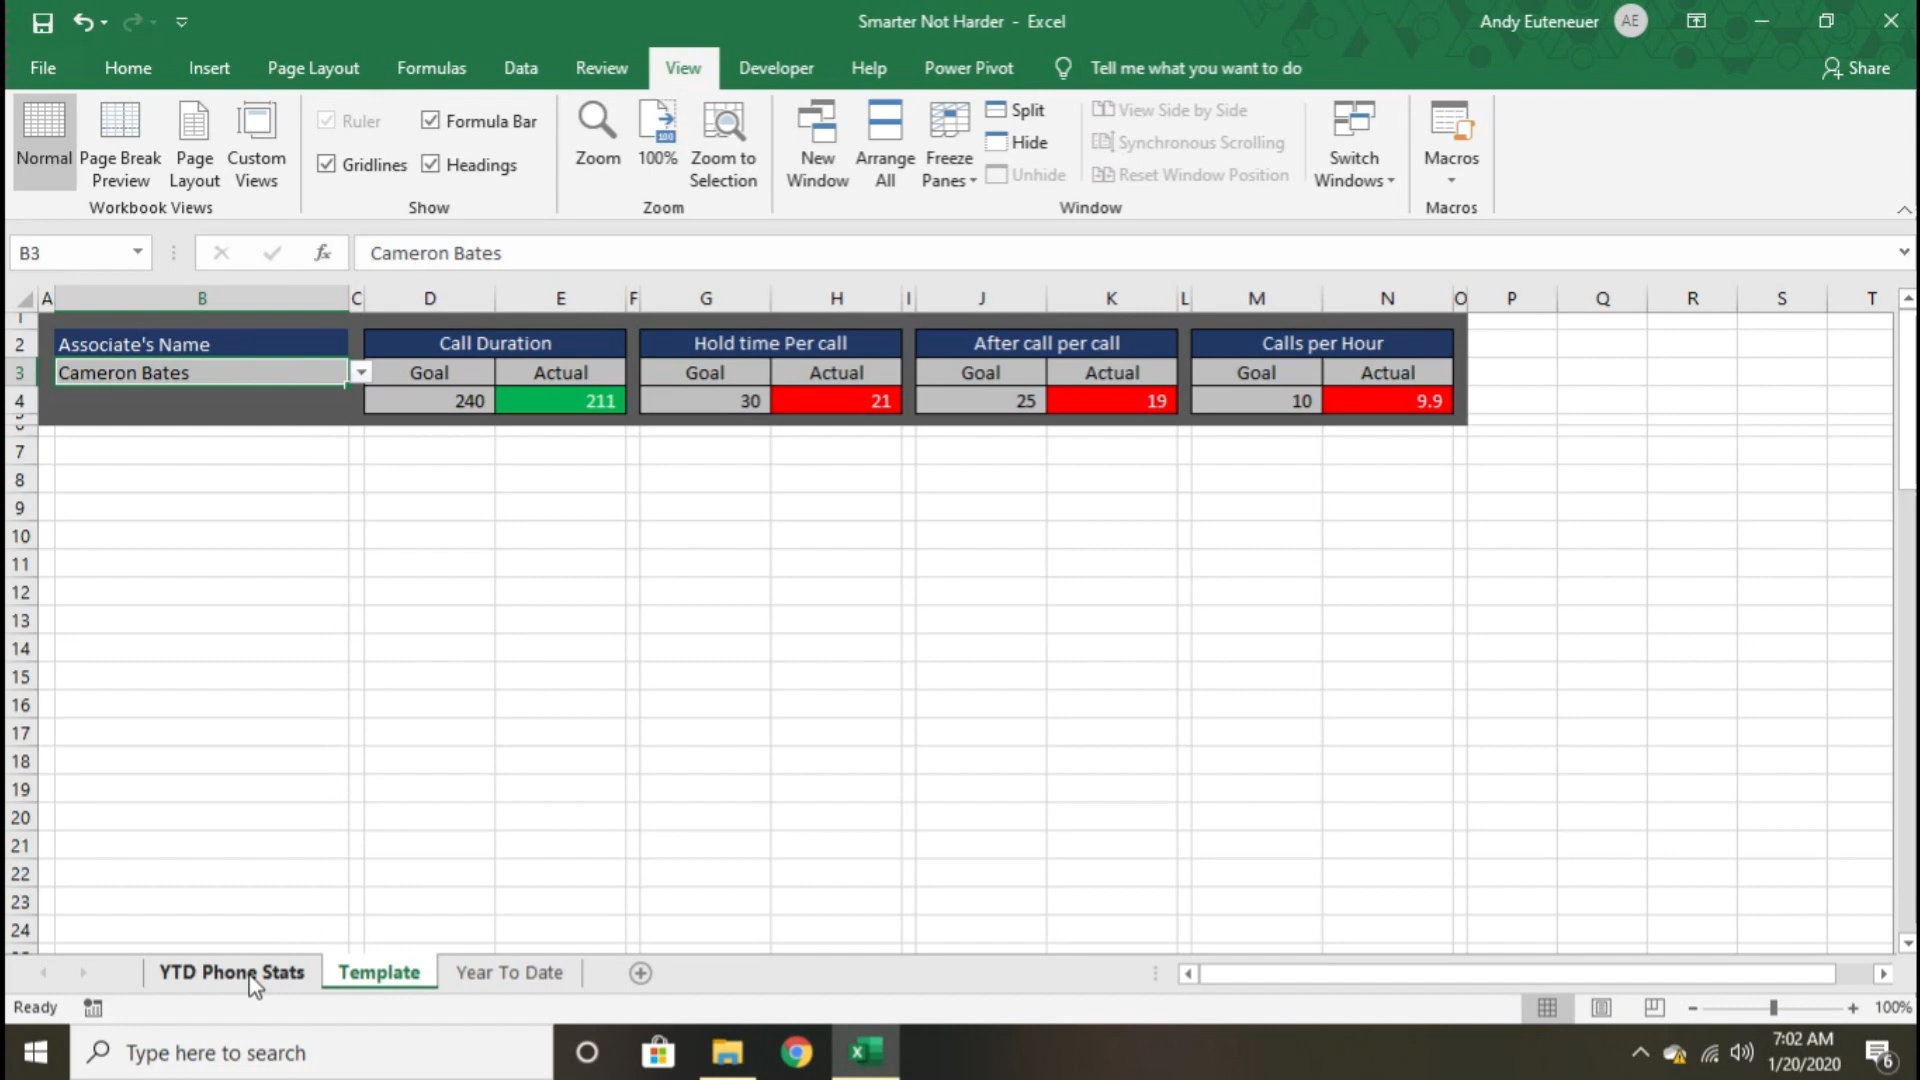 Smarter Not Harder - Excel
Andy Euteneuer AE
File Home Insert Page Layout Formulas Data Review View Developer Help Power Pivot Tell me what you want to do Share
Normal
Page Break Preview
Page Layout
Custom Views
Workbook Views
Ruler Formula Bar
Gridlines Headings
Show
Zoom
100%
100
Zoom to Selection
Zoom
New Window
Arrange All
Freeze Panes
Split
Hide
Unhide
View Side by Side
Synchronous Scrolling
Reset Window Position
Window
Switch Windows
Macros
Macros
B3 fx Cameron Bates
A B C D E F G H I J K L M N O P Q R S T
2 Associate's Name Call Duration Hold time Per call After call per call Calls per Hour
3 Cameron Bates Goal Actual Goal Actual Goal Actual Goal Actual
4 240 211 30 21 25 19 10 9.9
7
8
9
10
11
12
13
14
15
16
17
18
19
20
21
22
23
24
YTD Phone Stats Template Year To Date
Ready 100%
Type here to search
7:02 AM
1/20/2020
6